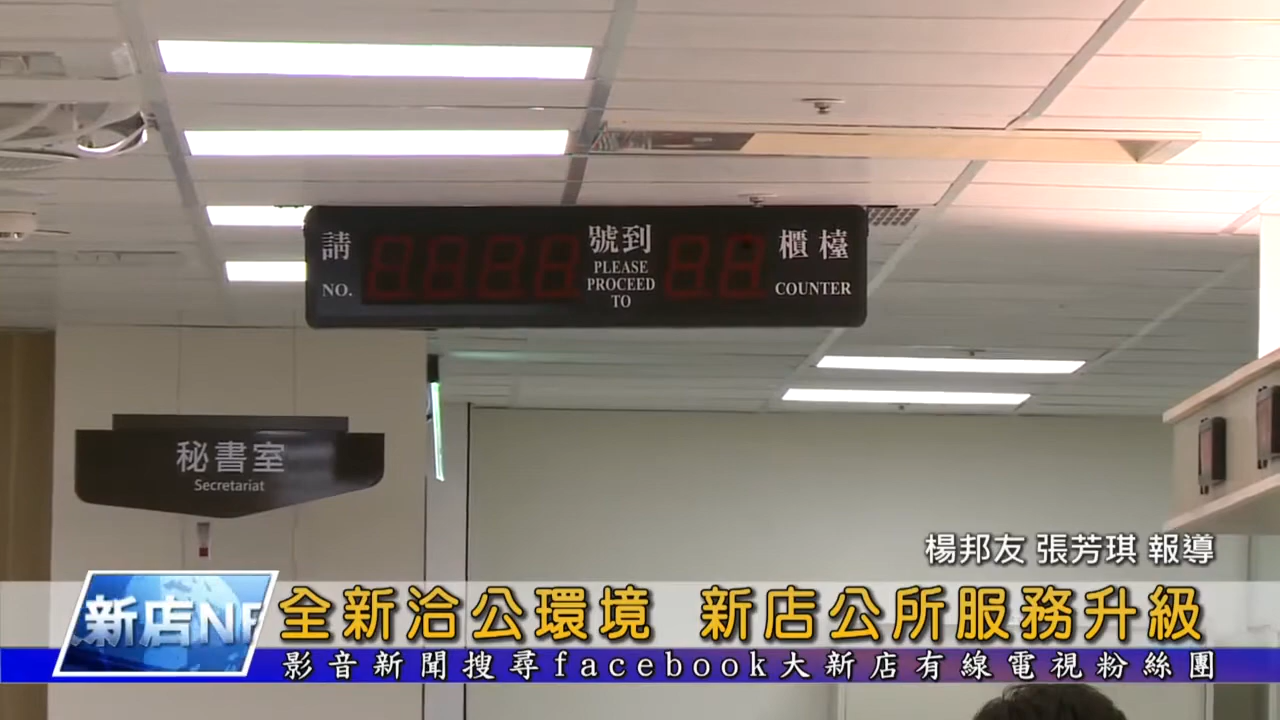 請 號到 櫃檯
NO. PLEASE PROCEED TO COUNTER
秘書室
Secretariat
楊邦友 張芳琪 報導
新店NE
全新洽公環境 新店公所服務升級
影音新聞搜尋facebook大新店有線電視粉絲團